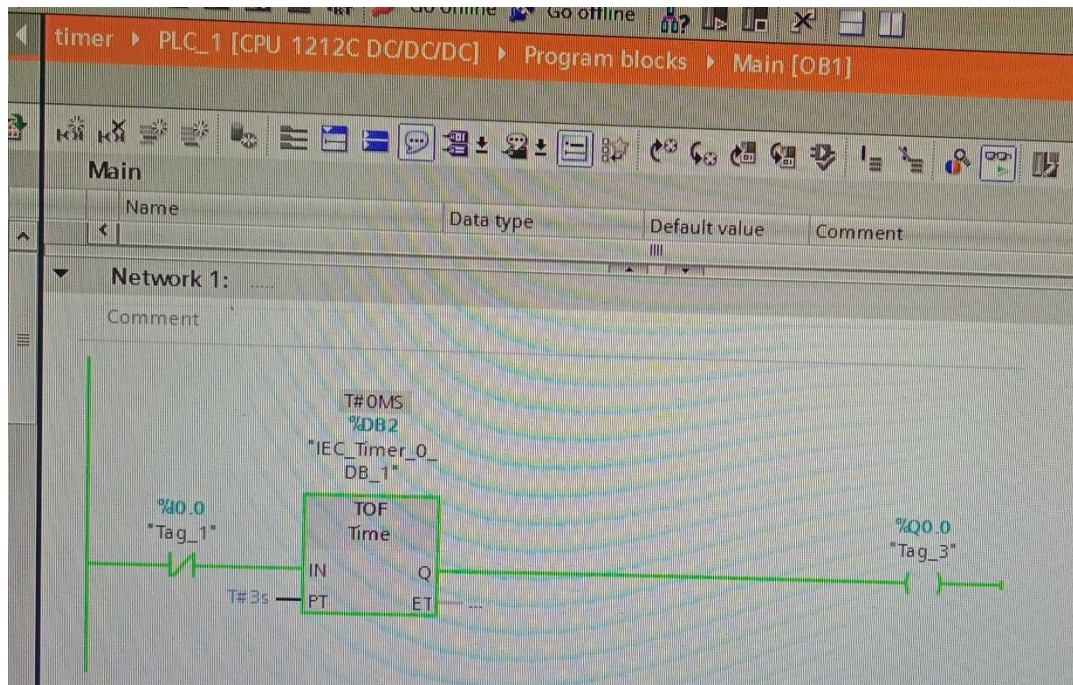 Go offline
timer ▸ PLC_1 [CPU 1212C DC/DC/DC] ▸ Program blocks ▸ Main [OB1]
Main
Name Data type Default value Comment
Network 1: .....
Comment
T#0MS
%DB2
"IEC_Timer_0_
DB_1"
TOF
Time
%I0.0
"Tag_1"
IN Q
T#3s PT ET ...
%Q0.0
"Tag_3"